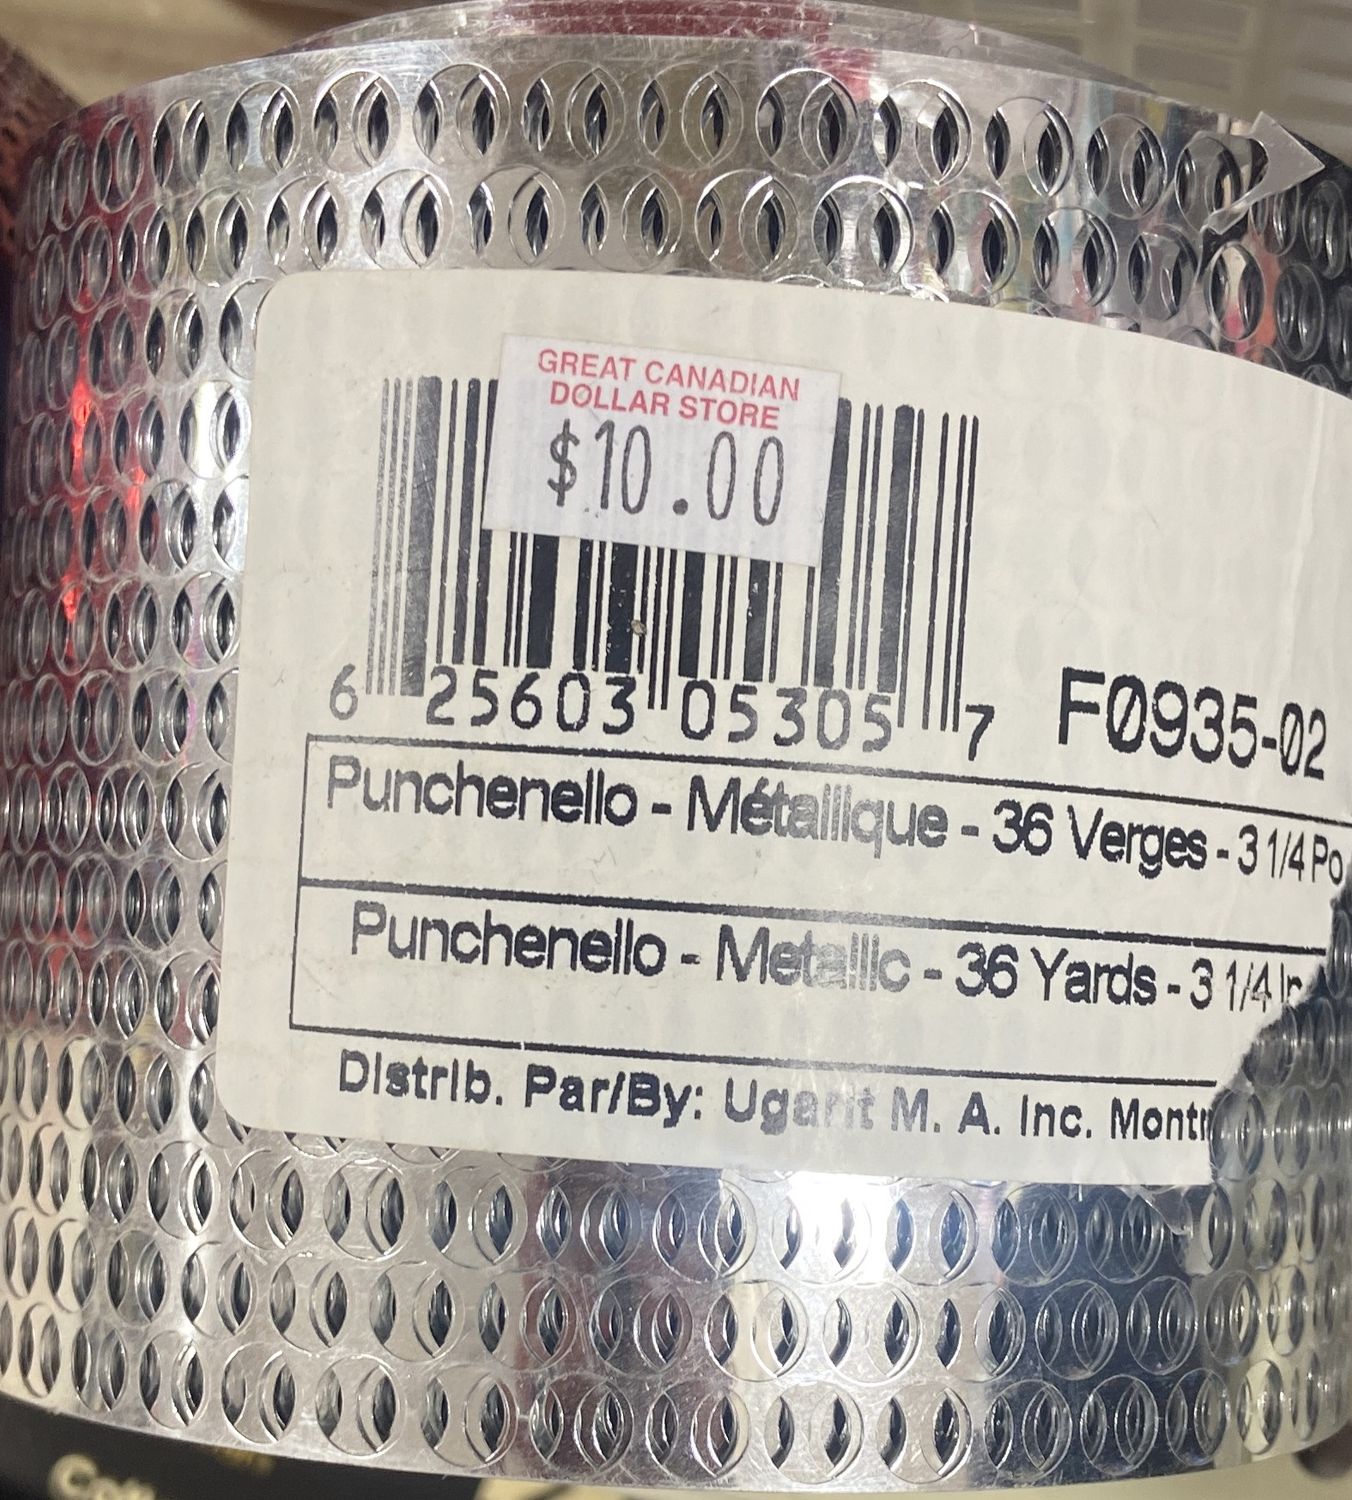 GREAT CANADIAN
DOLLAR STORE
$10.00
6 25603 05305 7
F0935-02
Punchenello - Métallique - 36 Verges - 3 1/4 Po
Punchenello - Metallic - 36 Yards - 3 1/4 In
Distrib. Par/By: Ugarit M. A. Inc. Montr